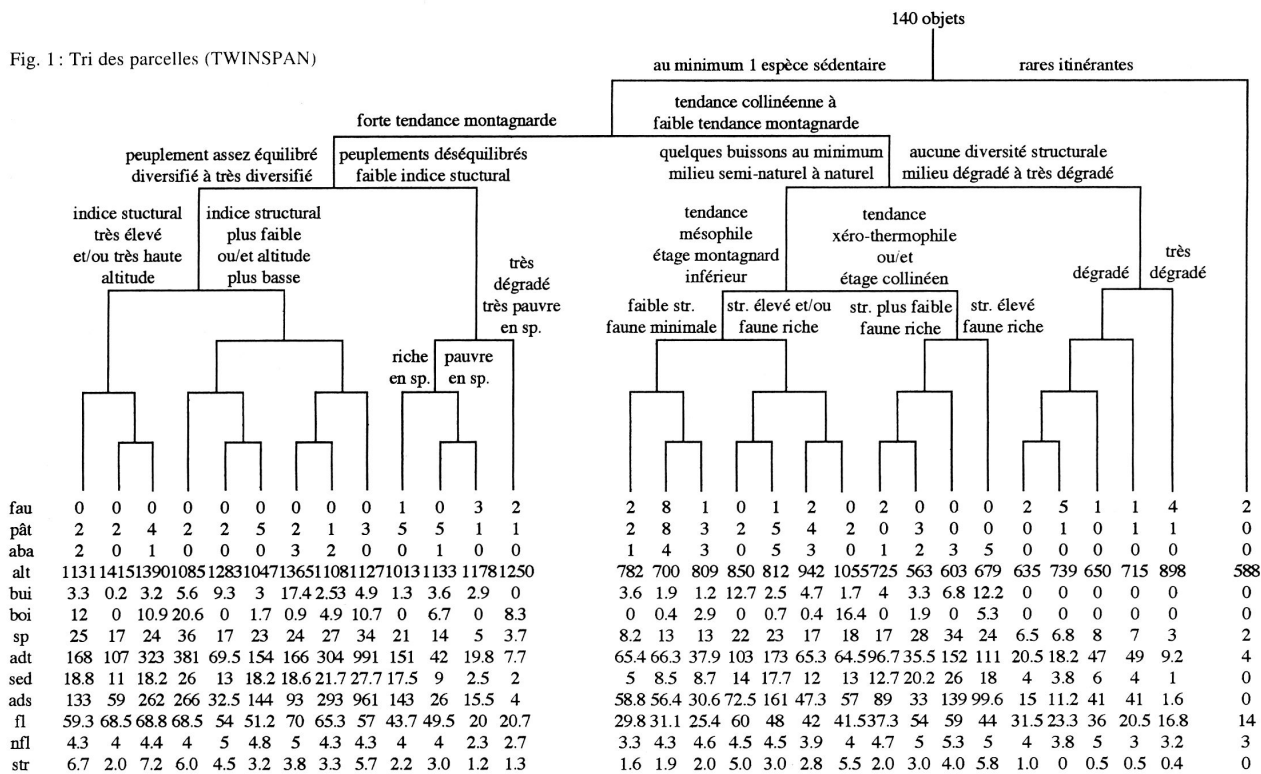 140 objets
Fig. 1 : Tri des parcelles (TWINSPAN)
au minimum 1 espèce sédentaire
rares itinérantes
forte tendance montagnarde
tendance collinéenne à
faible tendance montagnarde
peuplement assez équilibré
diversifié à très diversifié
peuplements déséquilibrés
faible indice stuctural
quelques buissons au minimum
milieu semi-naturel à naturel
aucune diversité structurale
milieu dégradé à très dégradé
indice stuctural
très élevé
et/ou très haute
altitude
indice structural
plus faible
ou/et altitude
plus basse
très
dégradé
très pauvre
en sp.
tendance
mésophile
étage montagnard
inférieur
tendance
xéro-thermophile
ou/et
étage collinéen
dégradé
très
dégradé
riche
en sp.
pauvre
en sp.
faible str.
faune minimale
str. élevé et/ou
faune riche
str. plus faible
faune riche
str. élevé
faune riche
fau 0 0 0 0 0 0 0 0 0 1 0 3 2 2 8 1 0 1 2 0 2 0 0 0 2 5 1 1 4 2
pât 2 2 4 2 2 5 2 1 3 5 5 1 1 2 8 3 2 5 4 2 0 3 0 0 0 1 0 1 1 0
aba 2 0 1 0 0 0 3 2 0 0 1 0 0 1 4 3 0 5 3 0 1 2 3 5 0 0 0 0 0 0
alt 1131 1415 1390 1085 1283 1047 1365 1108 1127 1013 1133 1178 1250 782 700 809 850 812 942 1055 725 563 603 679 635 739 650 715 898 588
bui 3.3 0.2 3.2 5.6 9.3 3 17.4 2.53 4.9 1.3 3.6 2.9 0 3.6 1.9 1.2 12.7 2.5 4.7 1.7 4 3.3 6.8 12.2 0 0 0 0 0 0
boi 12 0 10.9 20.6 0 1.7 0.9 4.9 10.7 0 6.7 0 8.3 0 0.4 2.9 0 0.7 0.4 16.4 0 1.9 0 5.3 0 0 0 0 0 0
sp 25 17 24 36 17 23 24 27 34 21 14 5 3.7 8.2 13 13 22 23 17 18 17 28 34 24 6.5 6.8 8 7 3 2
adt 168 107 323 381 69.5 154 166 304 991 151 42 19.8 7.7 65.4 66.3 37.9 103 173 65.3 64.5 96.7 35.5 152 111 20.5 18.2 47 49 9.2 4
sed 18.8 11 18.2 26 13 18.2 18.6 21.7 27.7 17.5 9 2.5 2 5 8.5 8.7 14 17.7 12 13 12.7 20.2 26 18 4 3.8 6 4 1 0
ads 133 59 262 266 32.5 144 93 293 961 143 26 15.5 4 58.8 56.4 30.6 72.5 161 47.3 57 89 33 139 99.6 15 11.2 41 41 1.6 0
fl 59.3 68.5 68.8 68.5 54 51.2 70 65.3 57 43.7 49.5 20 20.7 29.8 31.1 25.4 60 48 42 41.5 37.3 54 59 44 31.5 23.3 36 20.5 16.8 14
nfl 4.3 4 4.4 4 5 4.8 5 4.3 4.3 4 4 2.3 2.7 3.3 4.3 4.6 4.5 4.5 3.9 4 4.7 5 5.3 5 4 3.8 5 3 3.2 3
str 6.7 2.0 7.2 6.0 4.5 3.2 3.8 3.3 5.7 2.2 3.0 1.2 1.3 1.6 1.9 2.0 5.0 3.0 2.8 5.5 2.0 3.0 4.0 5.8 1.0 0 0.5 0.5 0.4 0